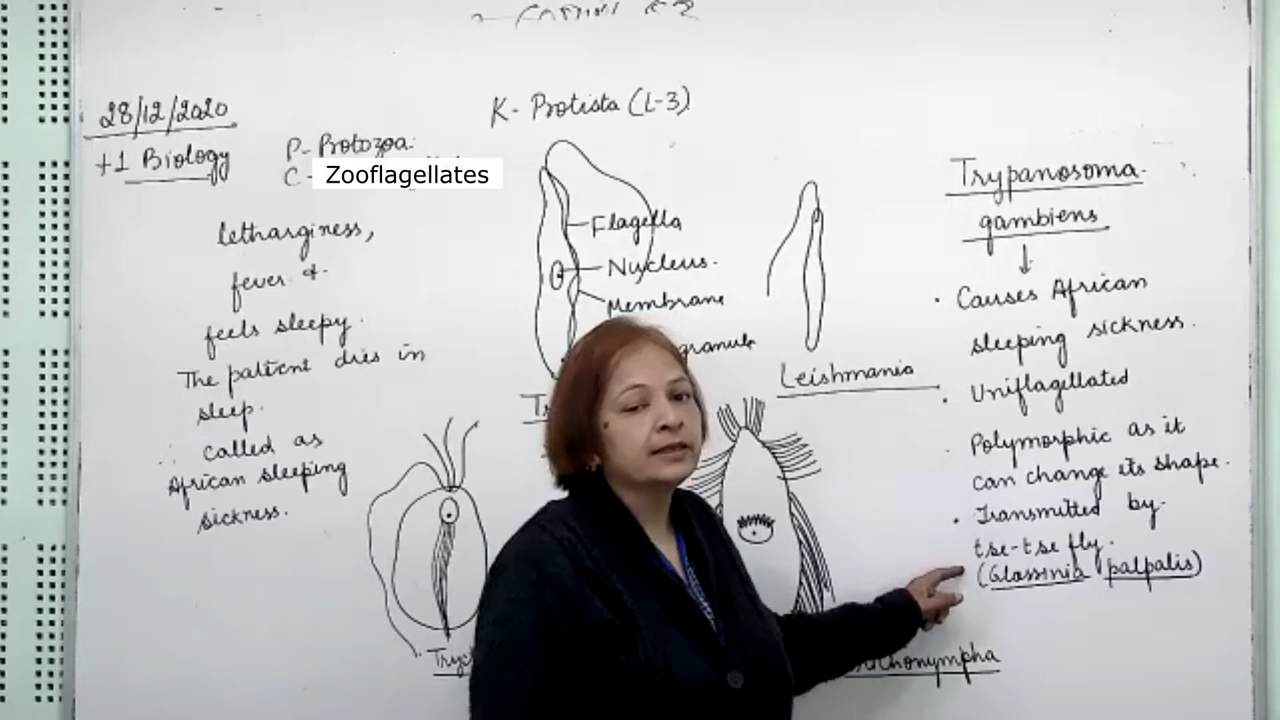 28/12/2020
+1 Biology
K- Protista (L-3)
P- Protozoa:
C- Zooflagellates
letharginess,
fever &
feels sleepy.
The patient dies in
sleep.
∴ called as
African sleeping
sickness.
Flagella
Nucleus.
Membrane
granule
Leishmania
Trypanosoma
gambiens
↓
• Causes African
sleeping sickness.
• Uniflagellated
• Polymorphic as it
can change its shape.
• Transmitted by
tse-tse fly.
(Glassinia palpalis)